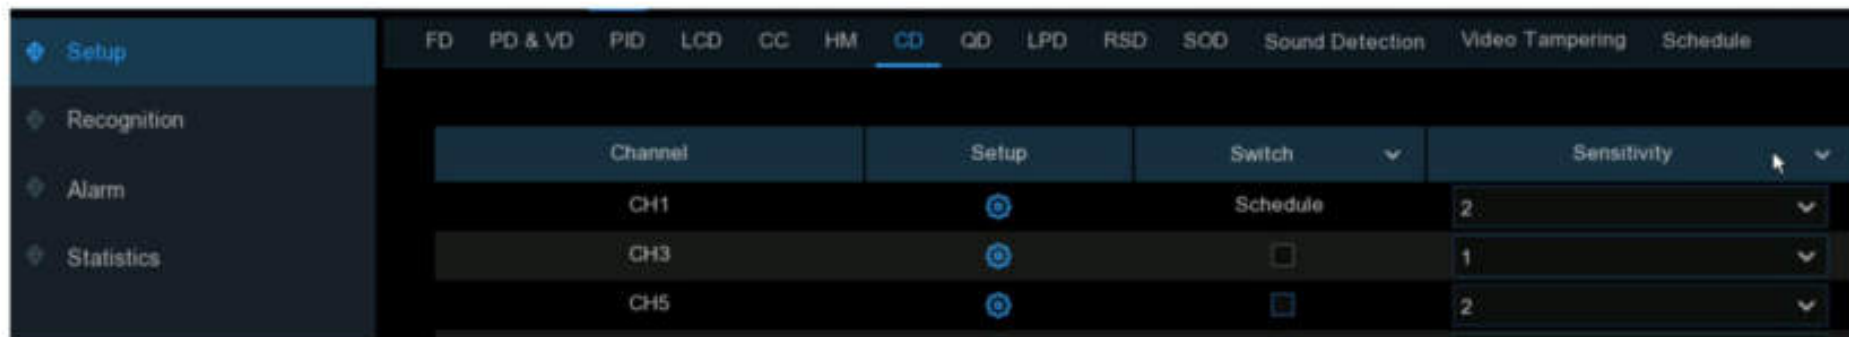 Setup
FD PD & VD PID LCD CC HM CD QD LPD RSD SOD Sound Detection Video Tampering Schedule
Recognition
Alarm
Statistics
Channel Setup Switch Sensitivity
CH1 Schedule 2
CH3 1
CH5 2